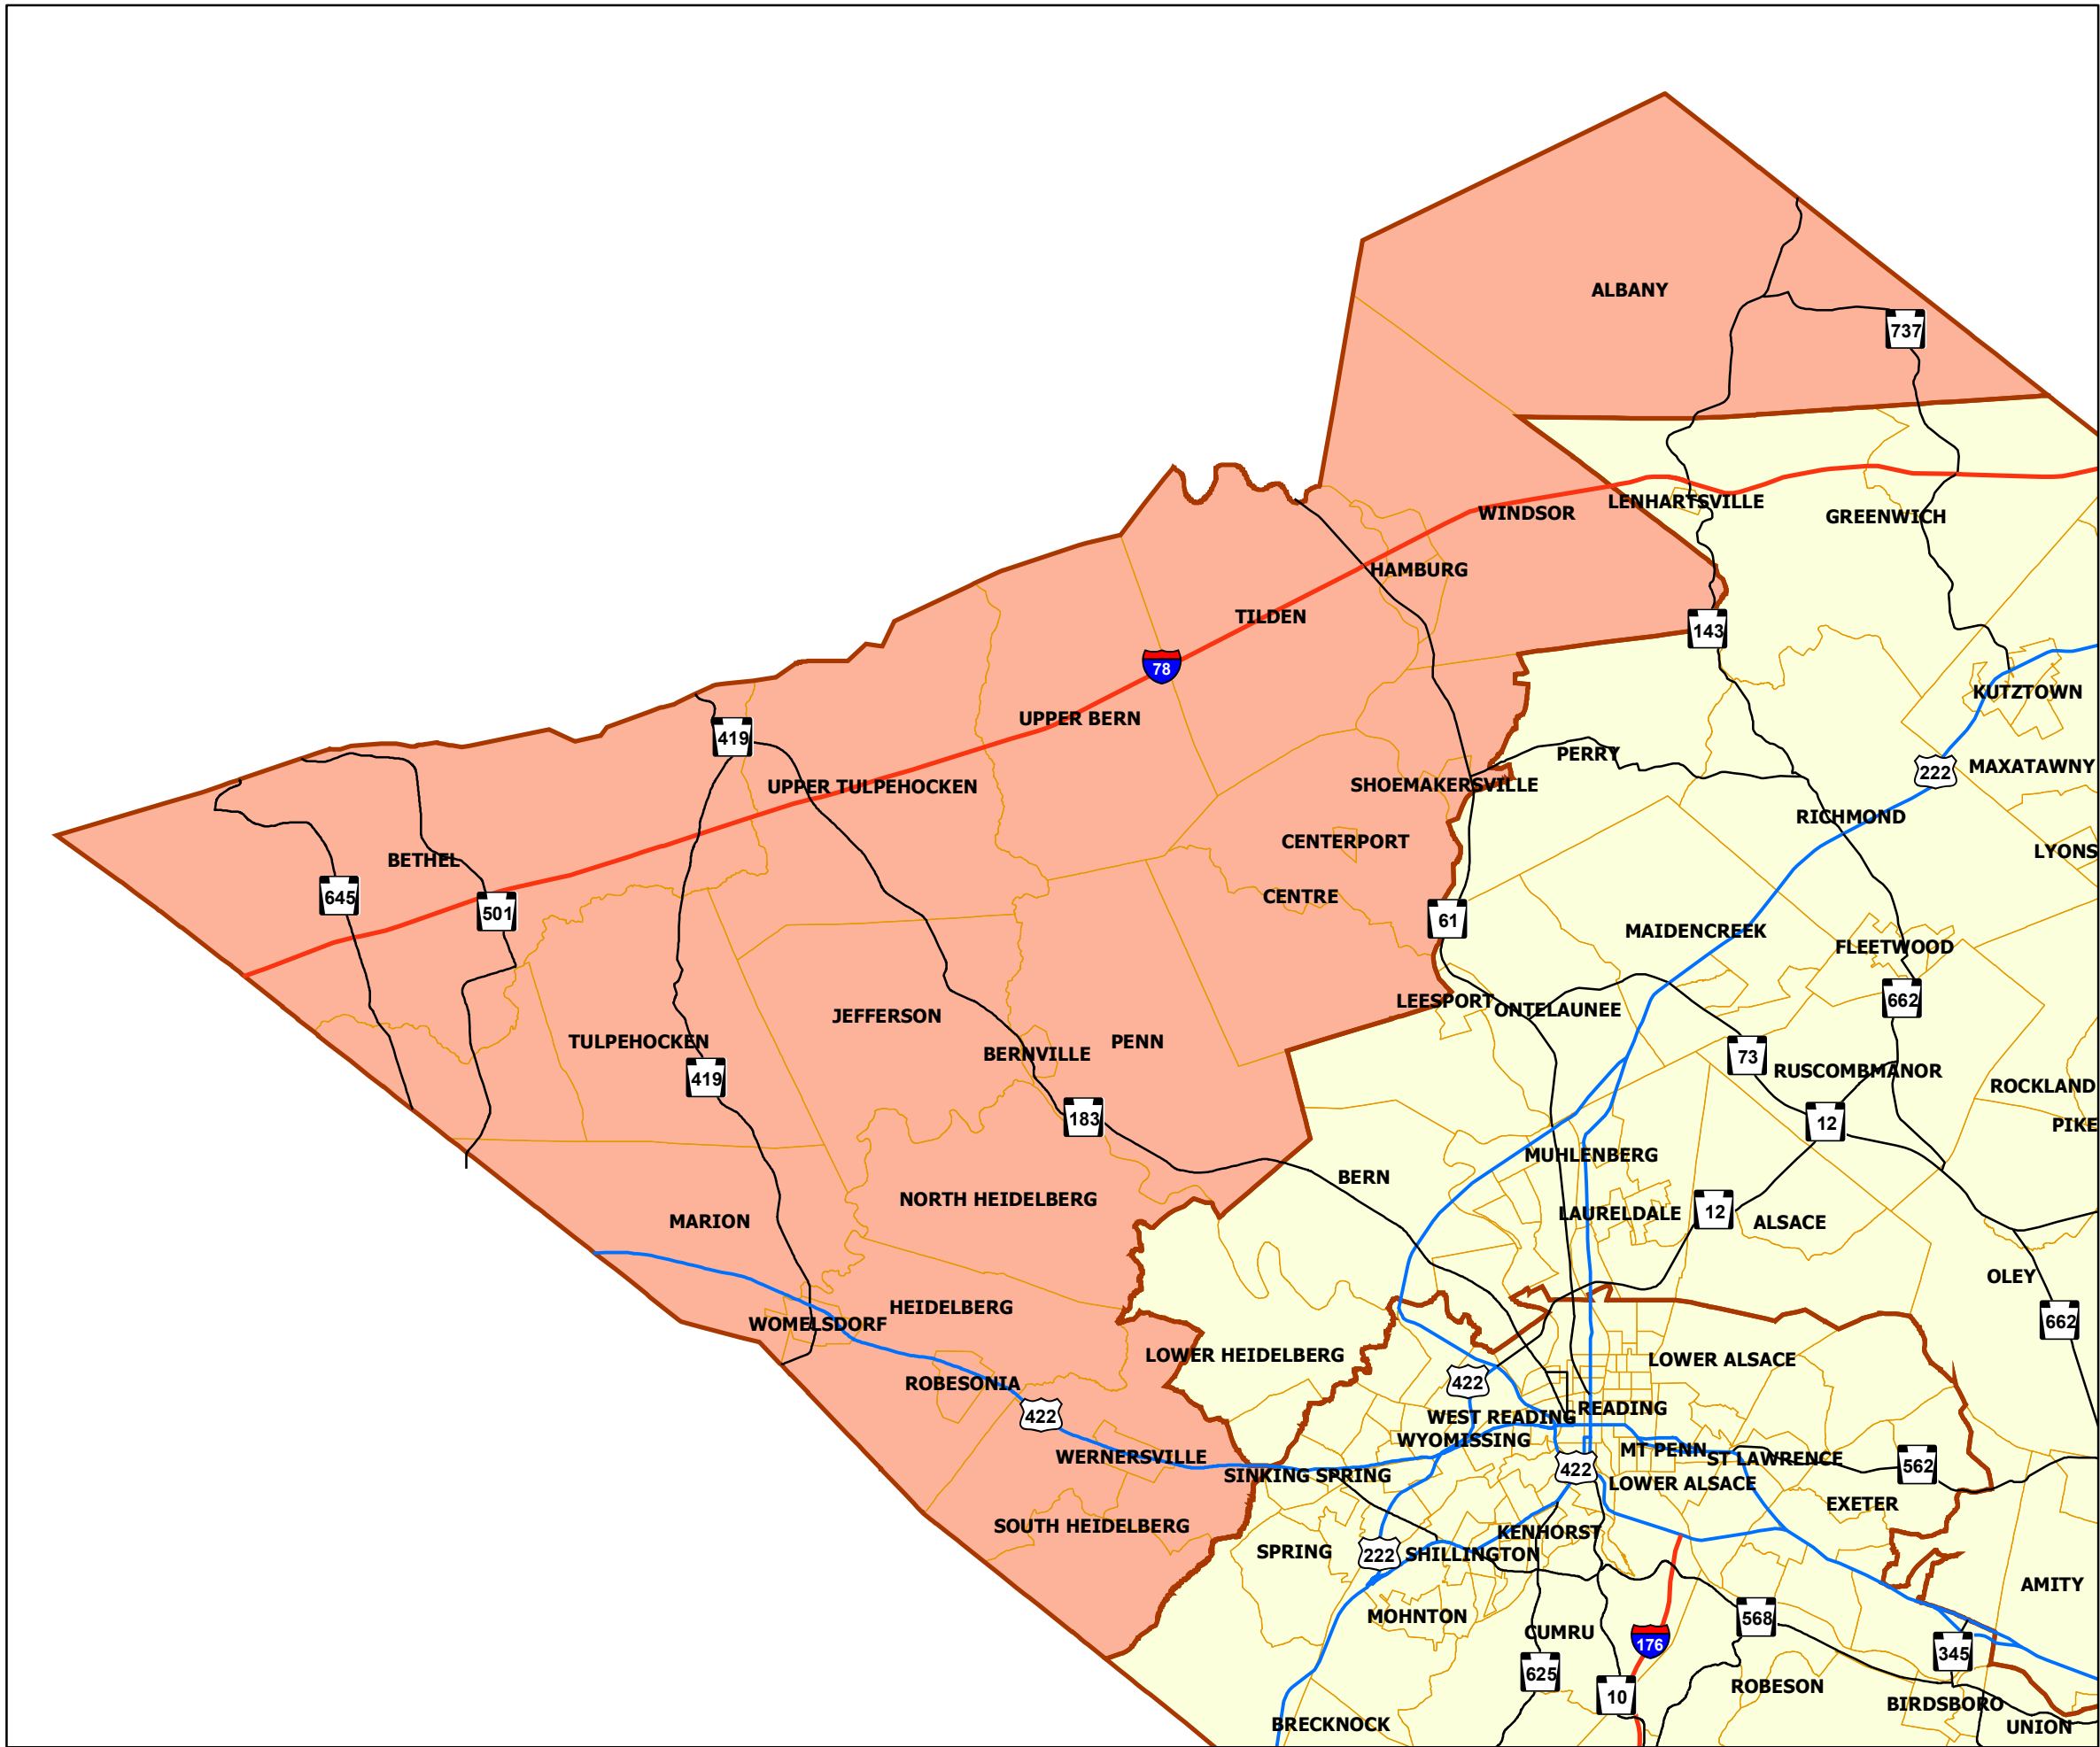 ALBANY
737
LENHARTSVILLE
WINDSOR
GREENWICH
HAMBURG
TILDEN
143
78
KUTZTOWN
UPPER BERN
419
PERRY
222
MAXATAWNY
UPPER TULPEHOCKEN
SHOEMAKERSVILLE
RICHMOND
CENTERPORT
LYONS
BETHEL
645
CENTRE
501
61
MAIDENCREEK
FLEETWOOD
662
LEESPORT
ONTELAUNEE
JEFFERSON
TULPEHOCKEN
PENN
BERNVILLE
73
RUSCOMBMANOR
419
ROCKLAND
183
12
PIKE
MUHLENBERG
BERN
NORTH HEIDELBERG
12
LAURELDALE
MARION
ALSACE
OLEY
HEIDELBERG
WOMELSDORF
662
LOWER HEIDELBERG
LOWER ALSACE
ROBESONIA
422
READING
422
WEST READING
WYOMISSING
MT PENN
WERNERSVILLE
ST LAWRENCE
562
SINKING SPRING
422
LOWER ALSACE
EXETER
SOUTH HEIDELBERG
KENHORST
SPRING
222
SHILLINGTON
AMITY
MOHNTON
568
CUMRU
176
345
625
ROBESON
10
BIRDSBORO
BRECKNOCK
UNION